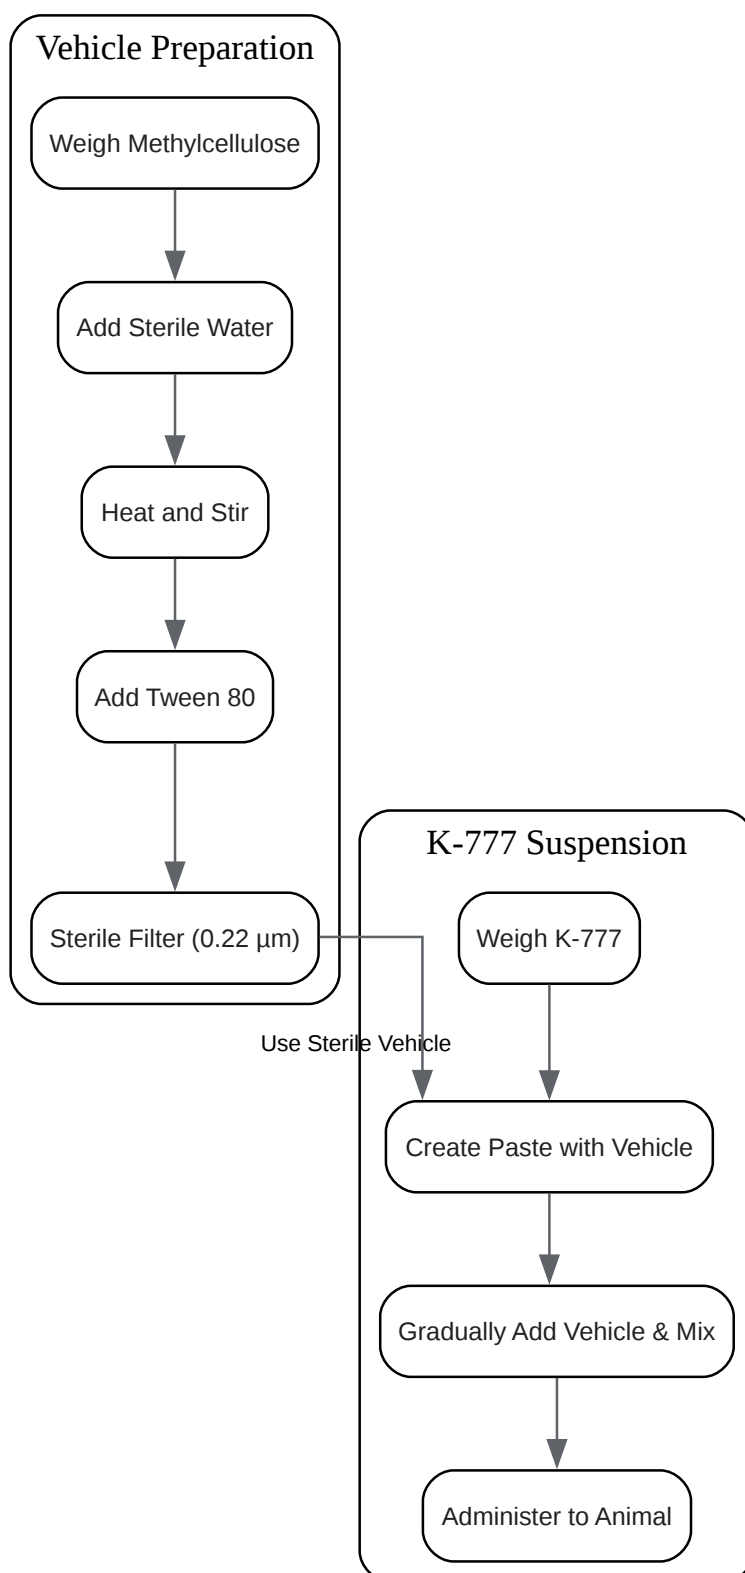 Vehicle Preparation
Weigh Methylcellulose
Add Sterile Water
Heat and Stir
Add Tween 80
Sterile Filter (0.22 µm)
Use Sterile Vehicle
K-777 Suspension
Weigh K-777
Create Paste with Vehicle
Gradually Add Vehicle & Mix
Administer to Animal